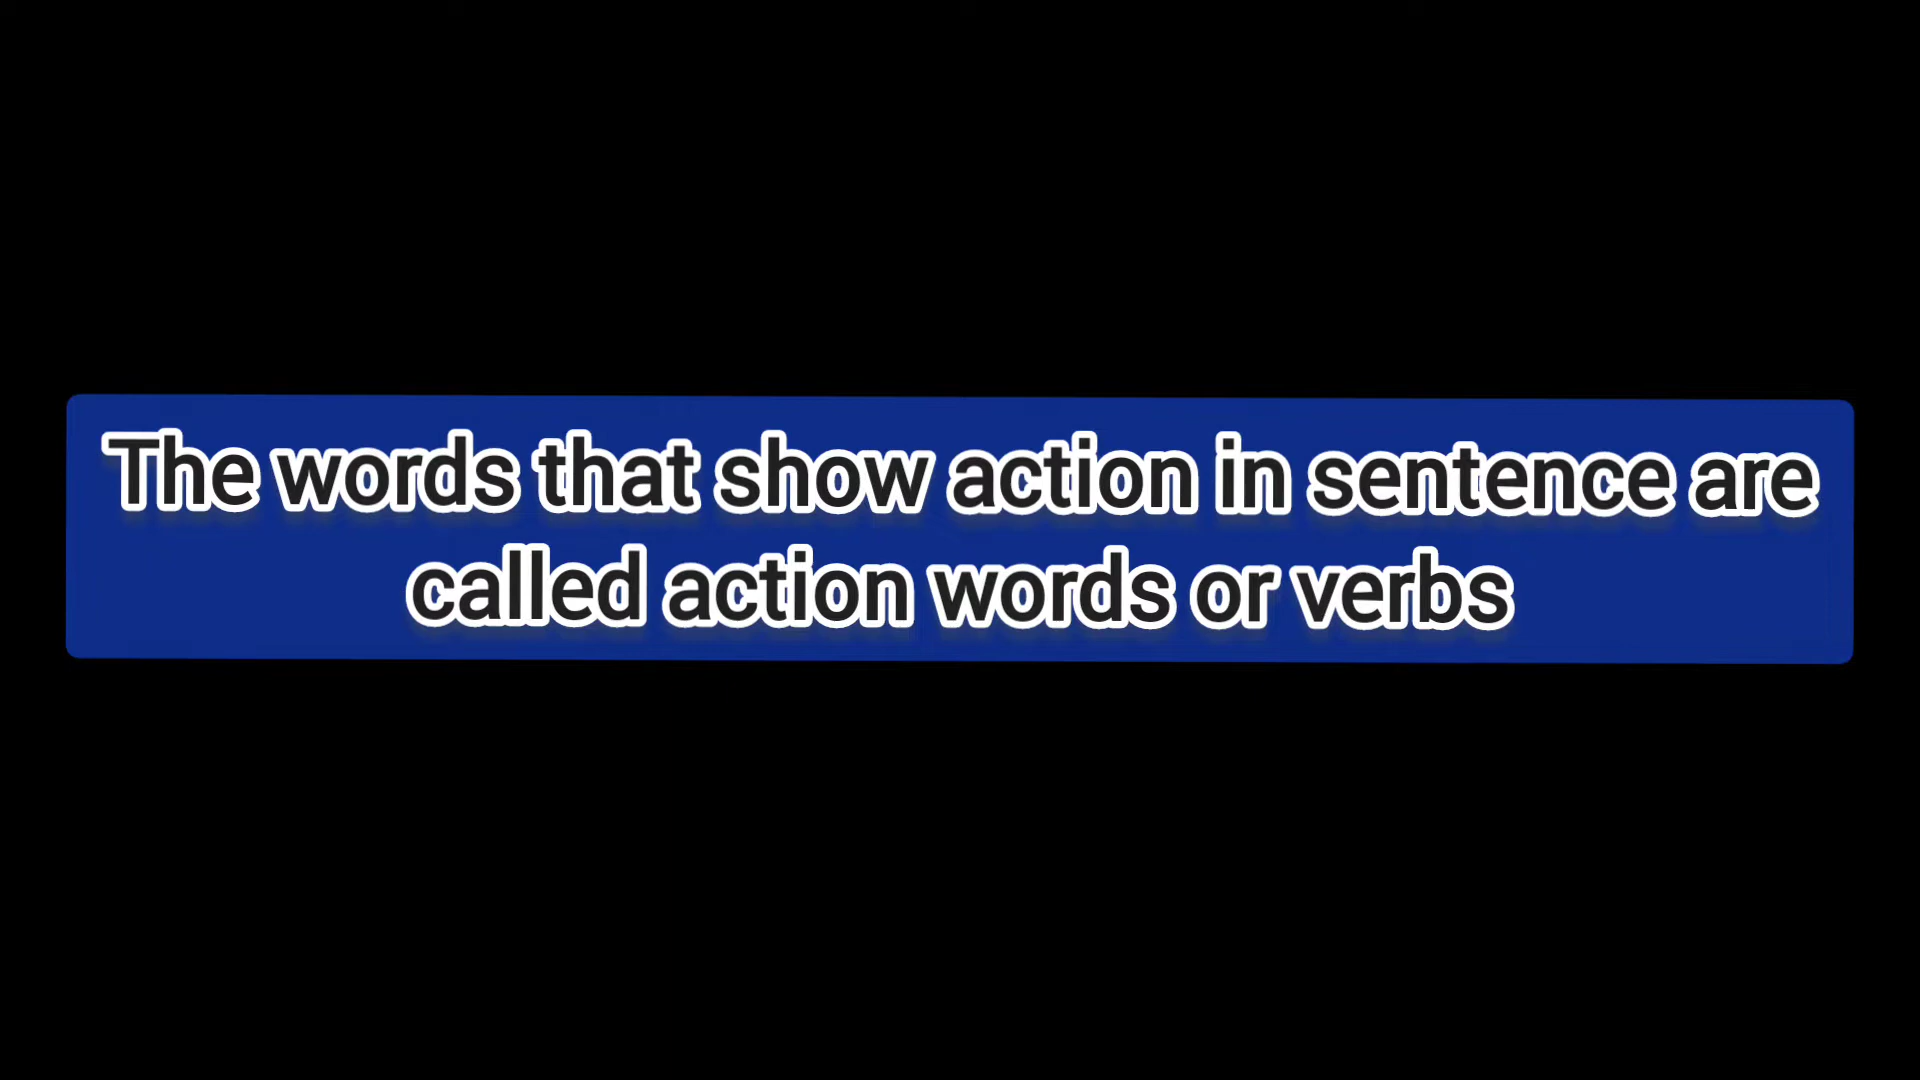 The words that show action in sentence are
called action words or verbs